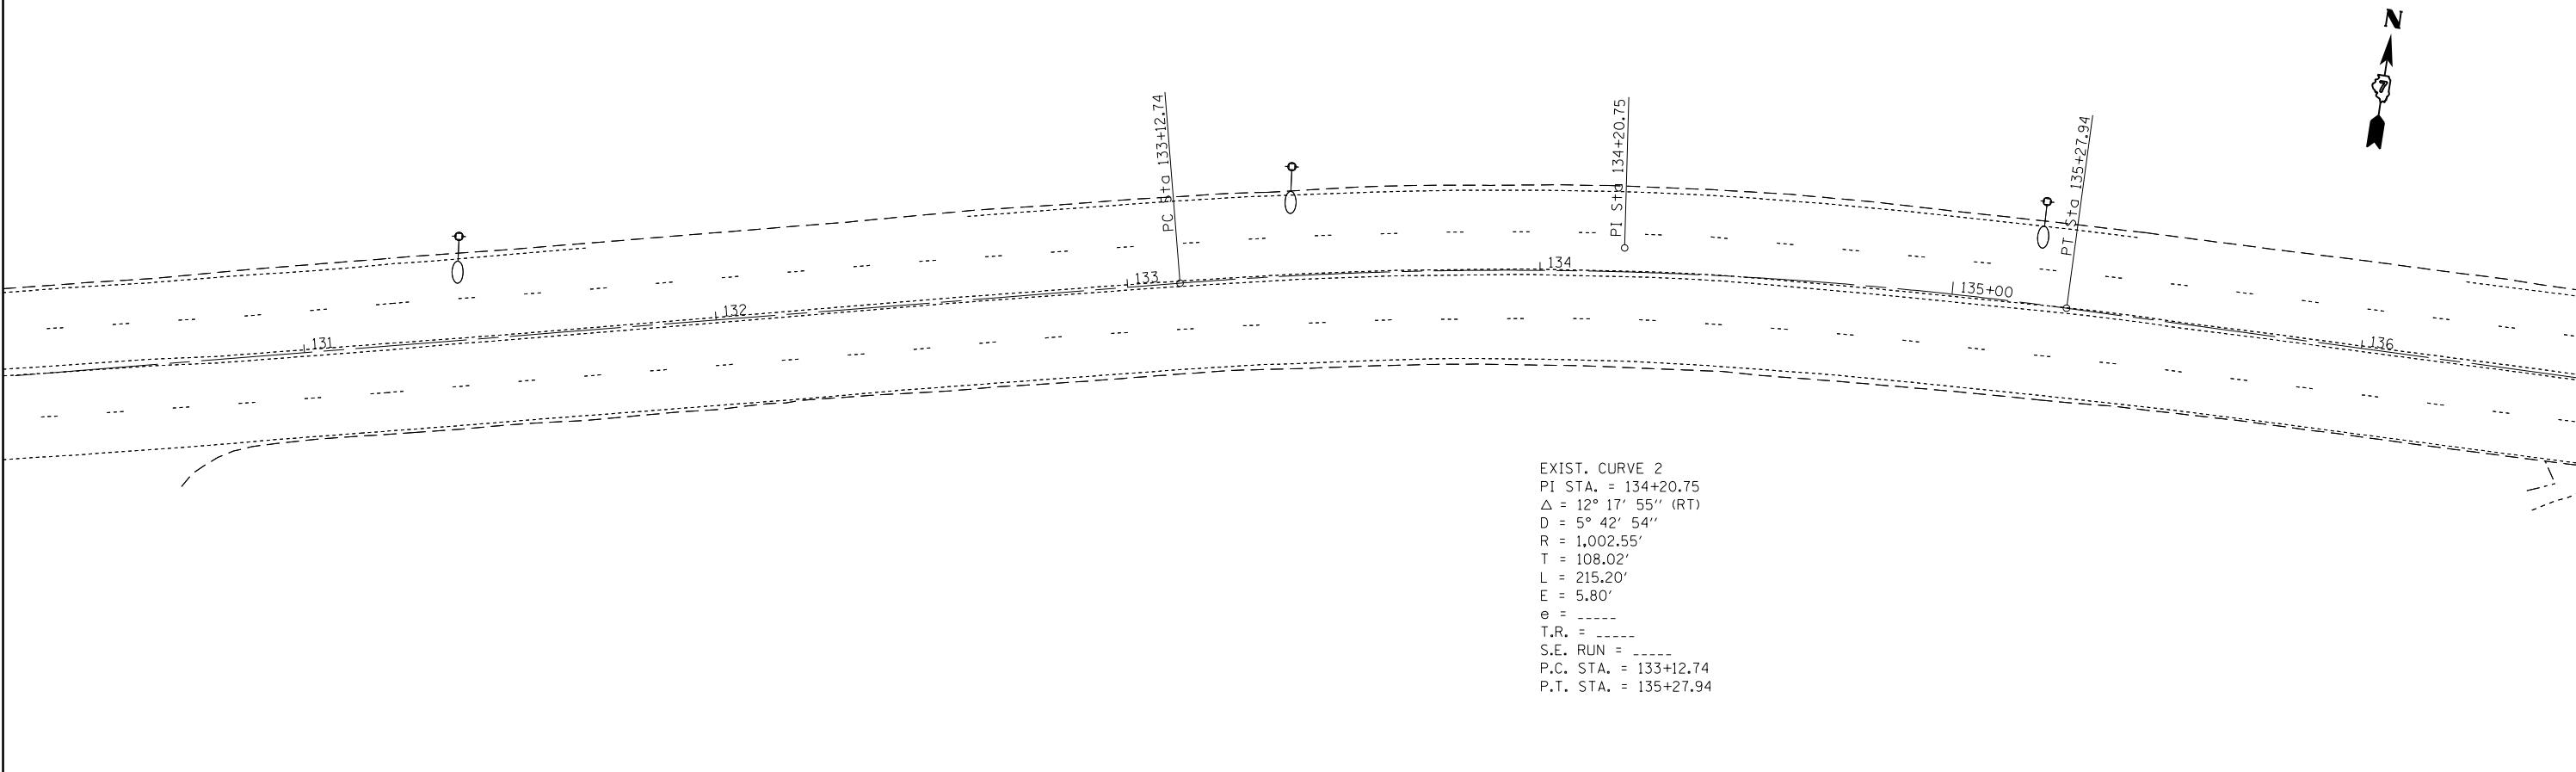 N
7
PC Sta 133+12.74
PI Sta 134+20.75
PT Sta 135+27.94
131
132
133
134
135+00
136
EXIST. CURVE 2
PI STA. = 134+20.75
Δ = 12° 17' 55'' (RT)
D = 5° 42' 54''
R = 1,002.55'
T = 108.02'
L = 215.20'
E = 5.80'
e = _____
T.R. = _____
S.E. RUN = _____
P.C. STA. = 133+12.74
P.T. STA. = 135+27.94